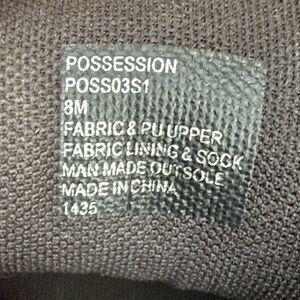 POSSESSION
POSS03S1
8M
FABRIC & PU UPPER
FABRIC LINING & SOCK
MAN MADE OUTSOLE
MADE IN CHINA
1435